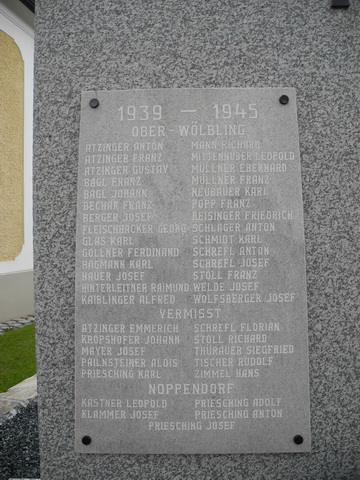 1939 — 1945
OBER-WÖLBLING
ATZINGER ANTON MANN RICHARD
ATZINGER FRANZ MITTENHUBER LEOPOLD
ATZINGER GUSTAV MÜLLNER EBERHARD
BAGL FRANZ MÜLLNER FRANZ
BAGL JOHANN NEUBAUER KARL
BECHAR FRANZ POPP FRANZ
BERGER JOSEF REISINGER FRIEDRICH
FLEISCHHACKER GEORG SCHLAGER ANTON
GLAS KARL SCHMIDT KARL
GOLLNER FERDINAND SCHREFL ANTON
HAGMANN KARL SCHREFL JOSEF
HAUER JOSEF STOLL FRANZ
HINTERLEITNER RAIMUND WELDE JOSEF
KAIBLINGER ALFRED WOLFSBERGER JOSEF
VERMISST
ATZINGER EMMERICH SCHREFL FLORIAN
KROPSHOFER JOHANN STOLL RICHARD
MAYER JOSEF THURAUER SIEGFRIED
PAILNSTEINER ALOIS TISCHER RUDOLF
PRIESCHING KARL ZIMMEL HANS
NOPPENDORF
KASTNER LEOPOLD PRIESCHING ADOLF
KLAMMER JOSEF PRIESCHING ANTON
PRIESCHING JOSEF